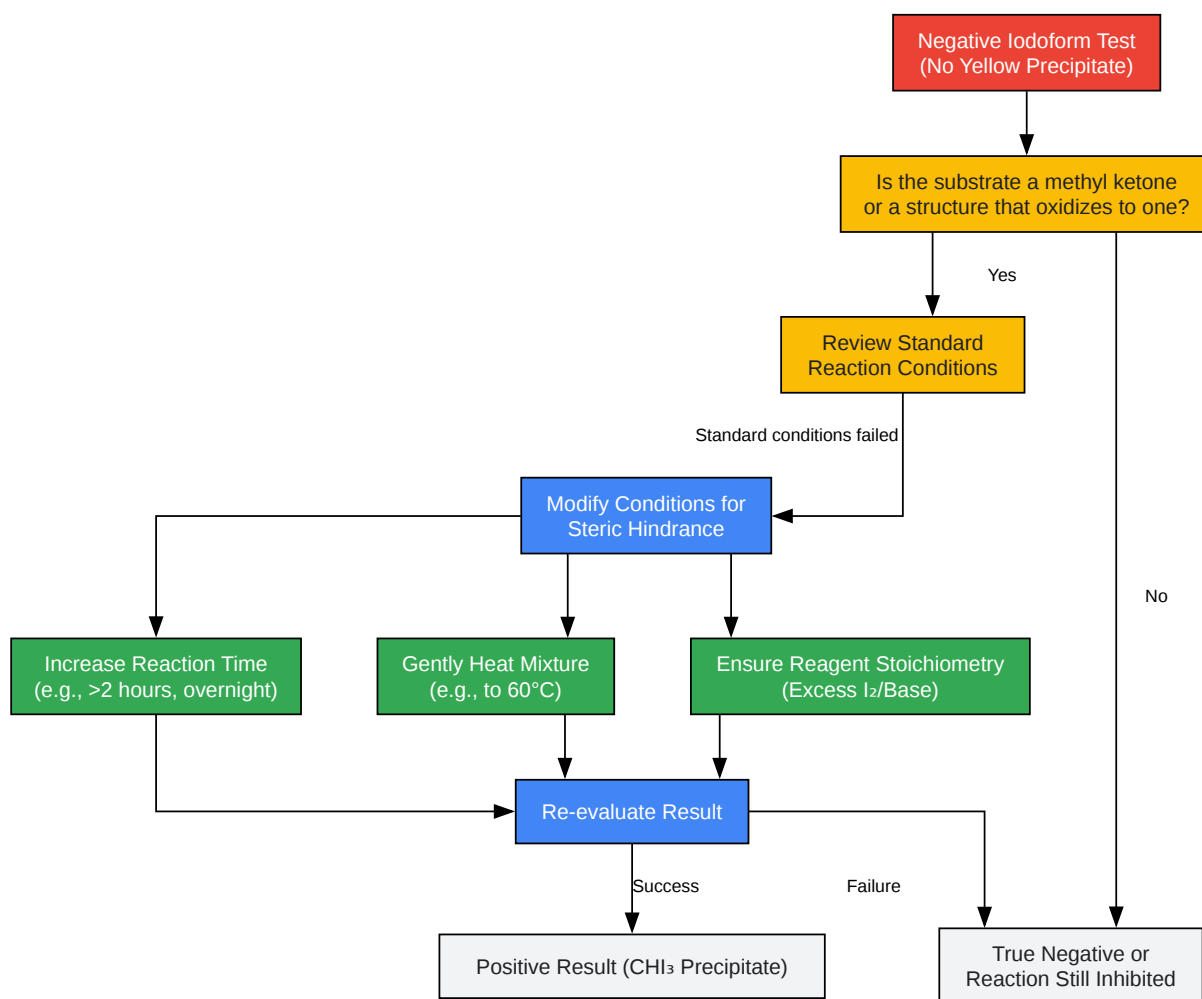 Negative Iodoform Test
(No Yellow Precipitate)
Is the substrate a methyl ketone
or a structure that oxidizes to one?
Yes
Review Standard
Reaction Conditions
Standard conditions failed
Modify Conditions for
Steric Hindrance
No
Increase Reaction Time
(e.g., >2 hours, overnight)
Gently Heat Mixture
(e.g., to 60°C)
Ensure Reagent Stoichiometry
(Excess I₂/Base)
Re-evaluate Result
Success
Failure
Positive Result (CHI₃ Precipitate)
True Negative or
Reaction Still Inhibited